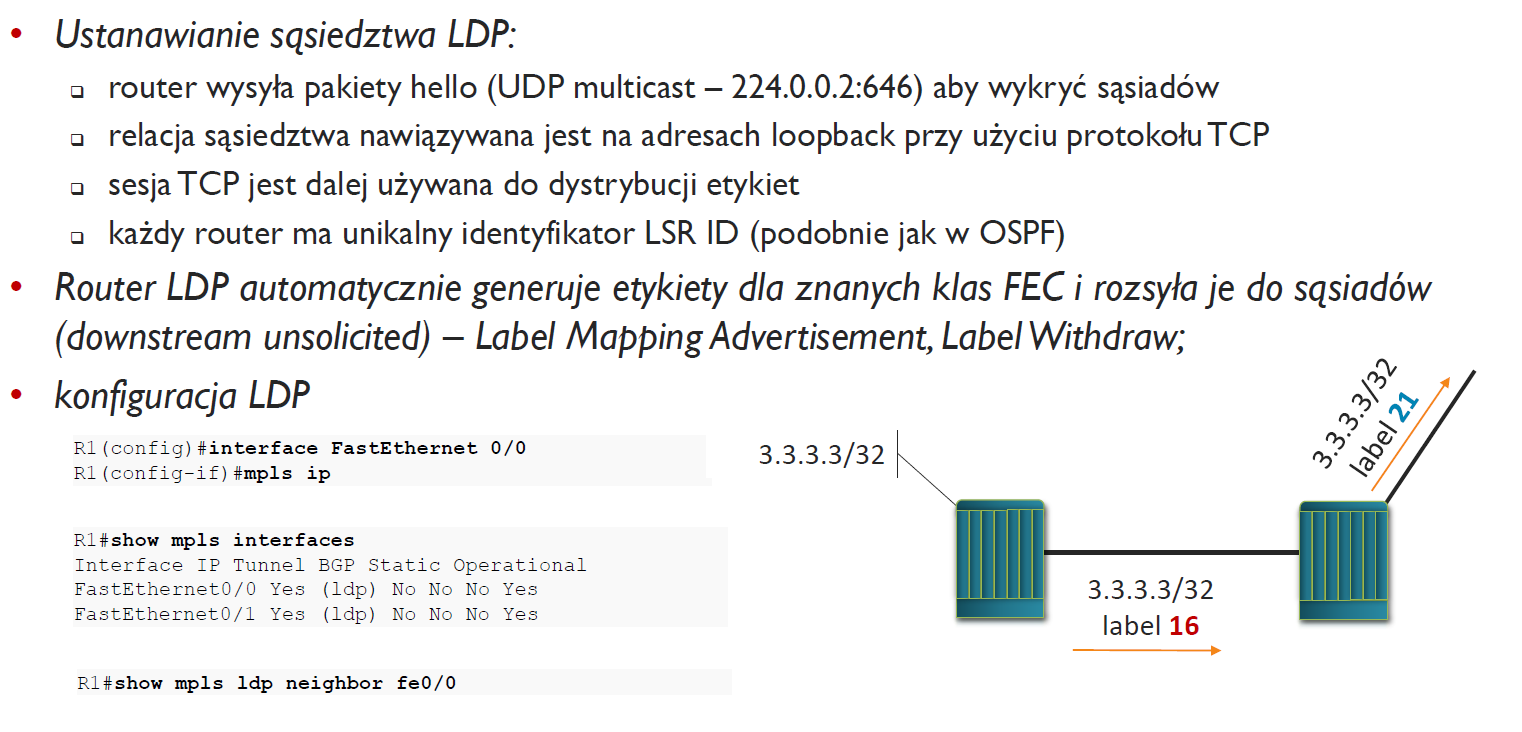 • Ustanawianie sąsiedztwa LDP:
❑ router wysyła pakiety hello (UDP multicast – 224.0.0.2:646) aby wykryć sąsiadów
❑ relacja sąsiedztwa nawiązywana jest na adresach loopback przy użyciu protokołu TCP
❑ sesja TCP jest dalej używana do dystrybucji etykiet
❑ każdy router ma unikalny identyfikator LSR ID (podobnie jak w OSPF)
• Router LDP automatycznie generuje etykiety dla znanych klas FEC i rozsyła je do sąsiadów
(downstream unsolicited) – Label Mapping Advertisement, Label Withdraw;
• konfiguracja LDP
R1(config)#interface FastEthernet 0/0
R1(config-if)#mpls ip
R1#show mpls interfaces
Interface IP Tunnel BGP Static Operational
FastEthernet0/0 Yes (ldp) No No No Yes
FastEthernet0/1 Yes (ldp) No No No Yes
R1#show mpls ldp neighbor fe0/0
3.3.3.3/32
3.3.3.3/32
label 16
3.3.3.3/32
label 21